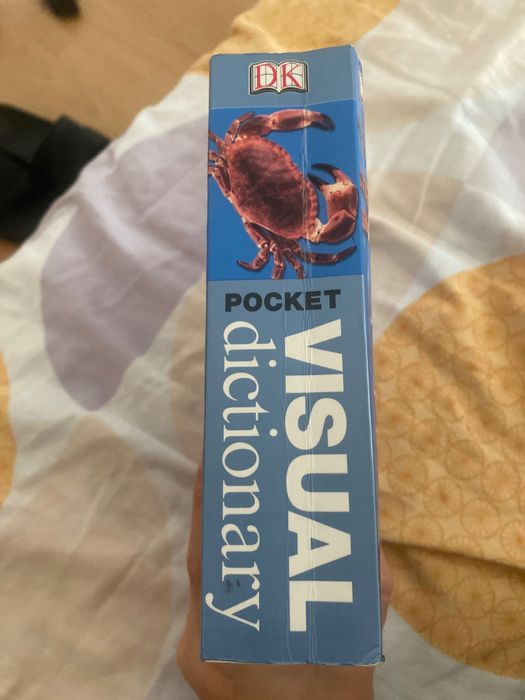 DK
POCKET
VISUAL
dictionary